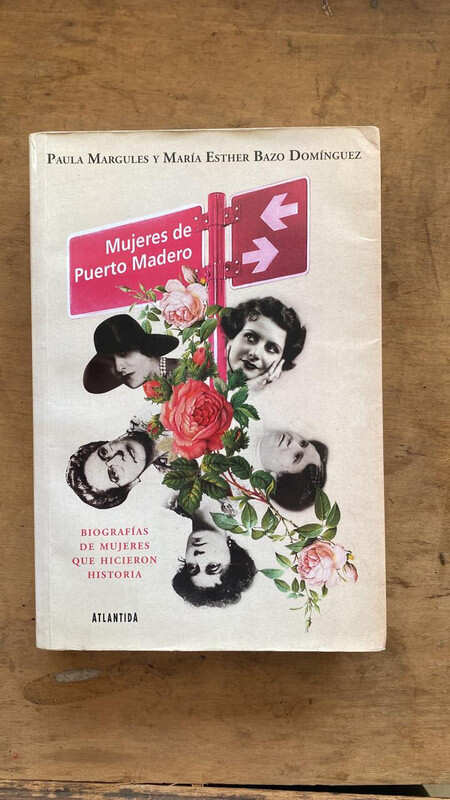 Paula Margules y María Esther Bazo Domínguez
Mujeres de
Puerto Madero
BIOGRAFÍAS
DE MUJERES
QUE HICIERON
HISTORIA
ATLANTIDA